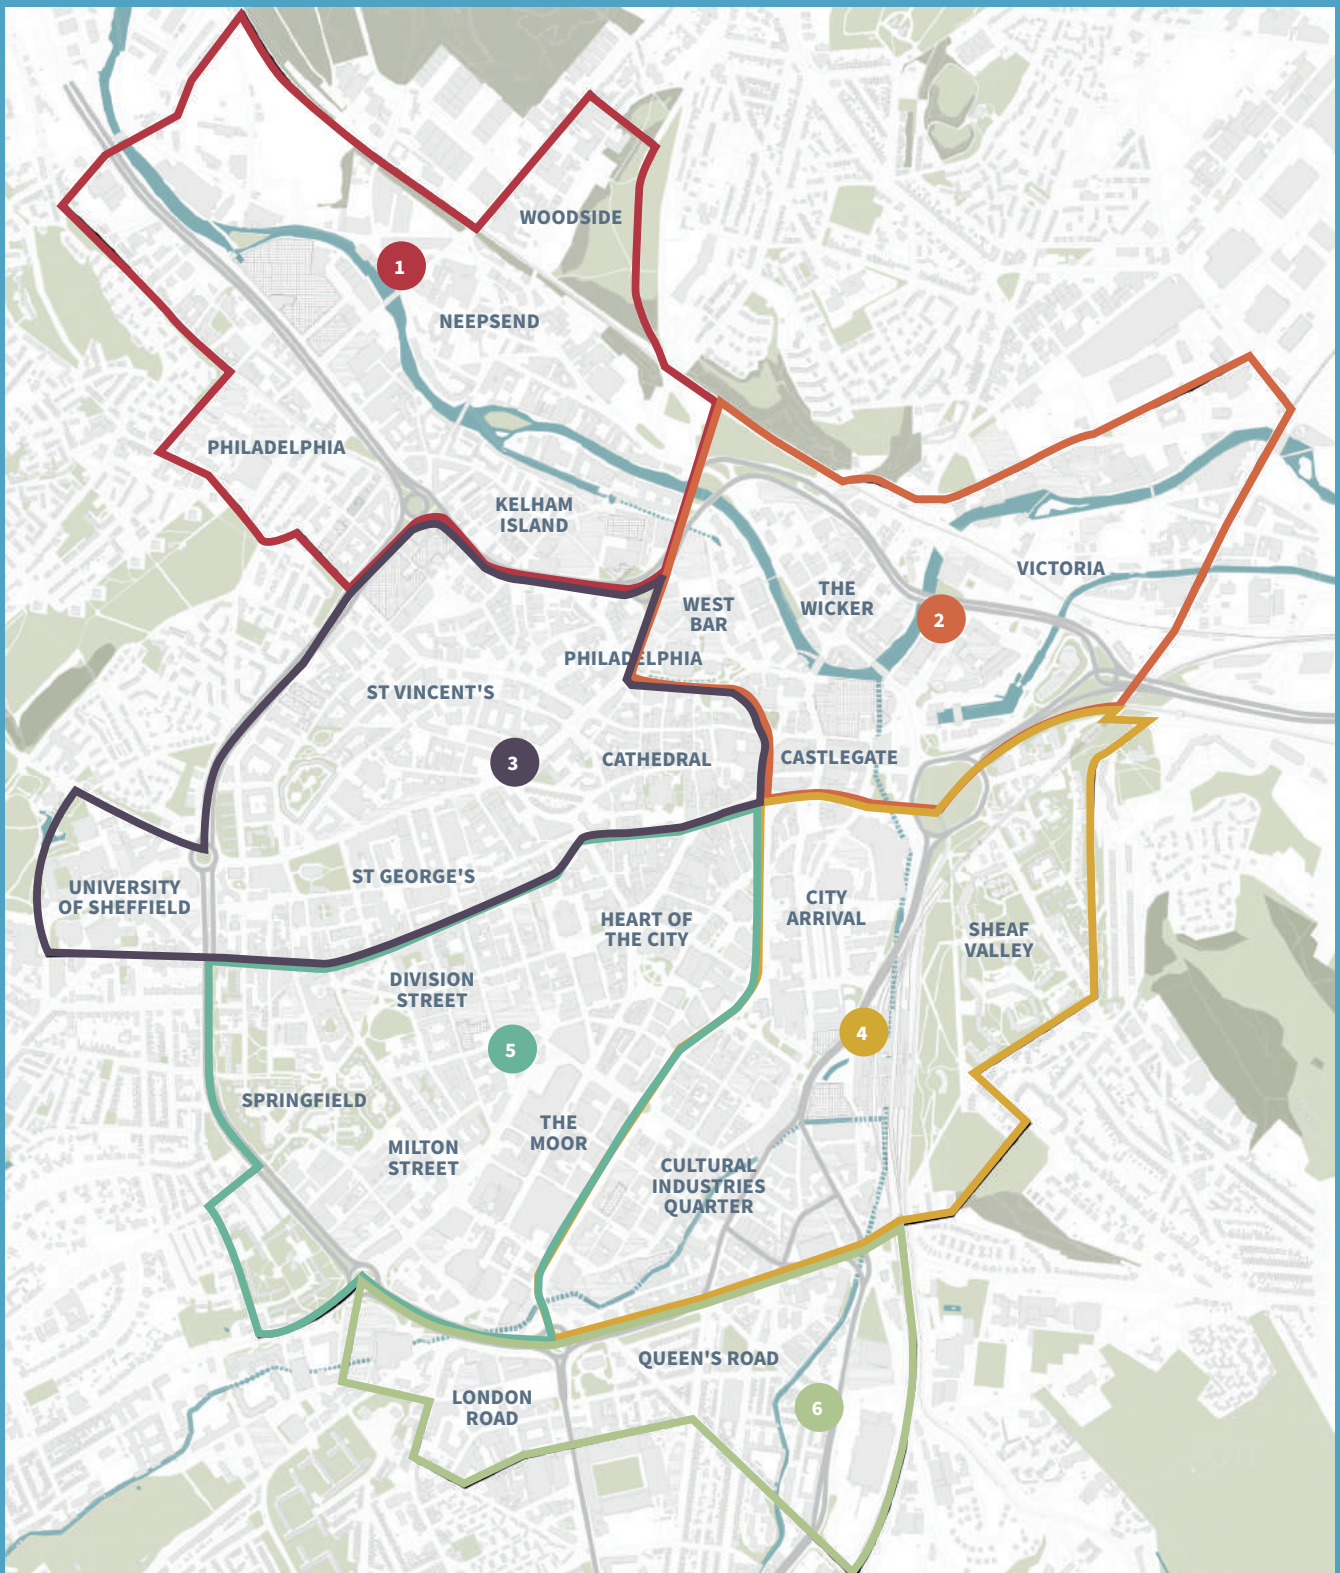 WOODSIDE
1
NEEPSEND
PHILADELPHIA
KELHAM
ISLAND
VICTORIA
THE
WICKER
2
WEST
BAR
PHILADELPHIA
ST VINCENT'S
3
CATHEDRAL
CASTLEGATE
UNIVERSITY
OF SHEFFIELD
ST GEORGE'S
HEART OF
THE CITY
CITY
ARRIVAL
SHEAF
VALLEY
DIVISION
STREET
4
5
SPRINGFIELD
THE
MOOR
MILTON
STREET
CULTURAL
INDUSTRIES
QUARTER
QUEEN'S ROAD
LONDON
ROAD
6